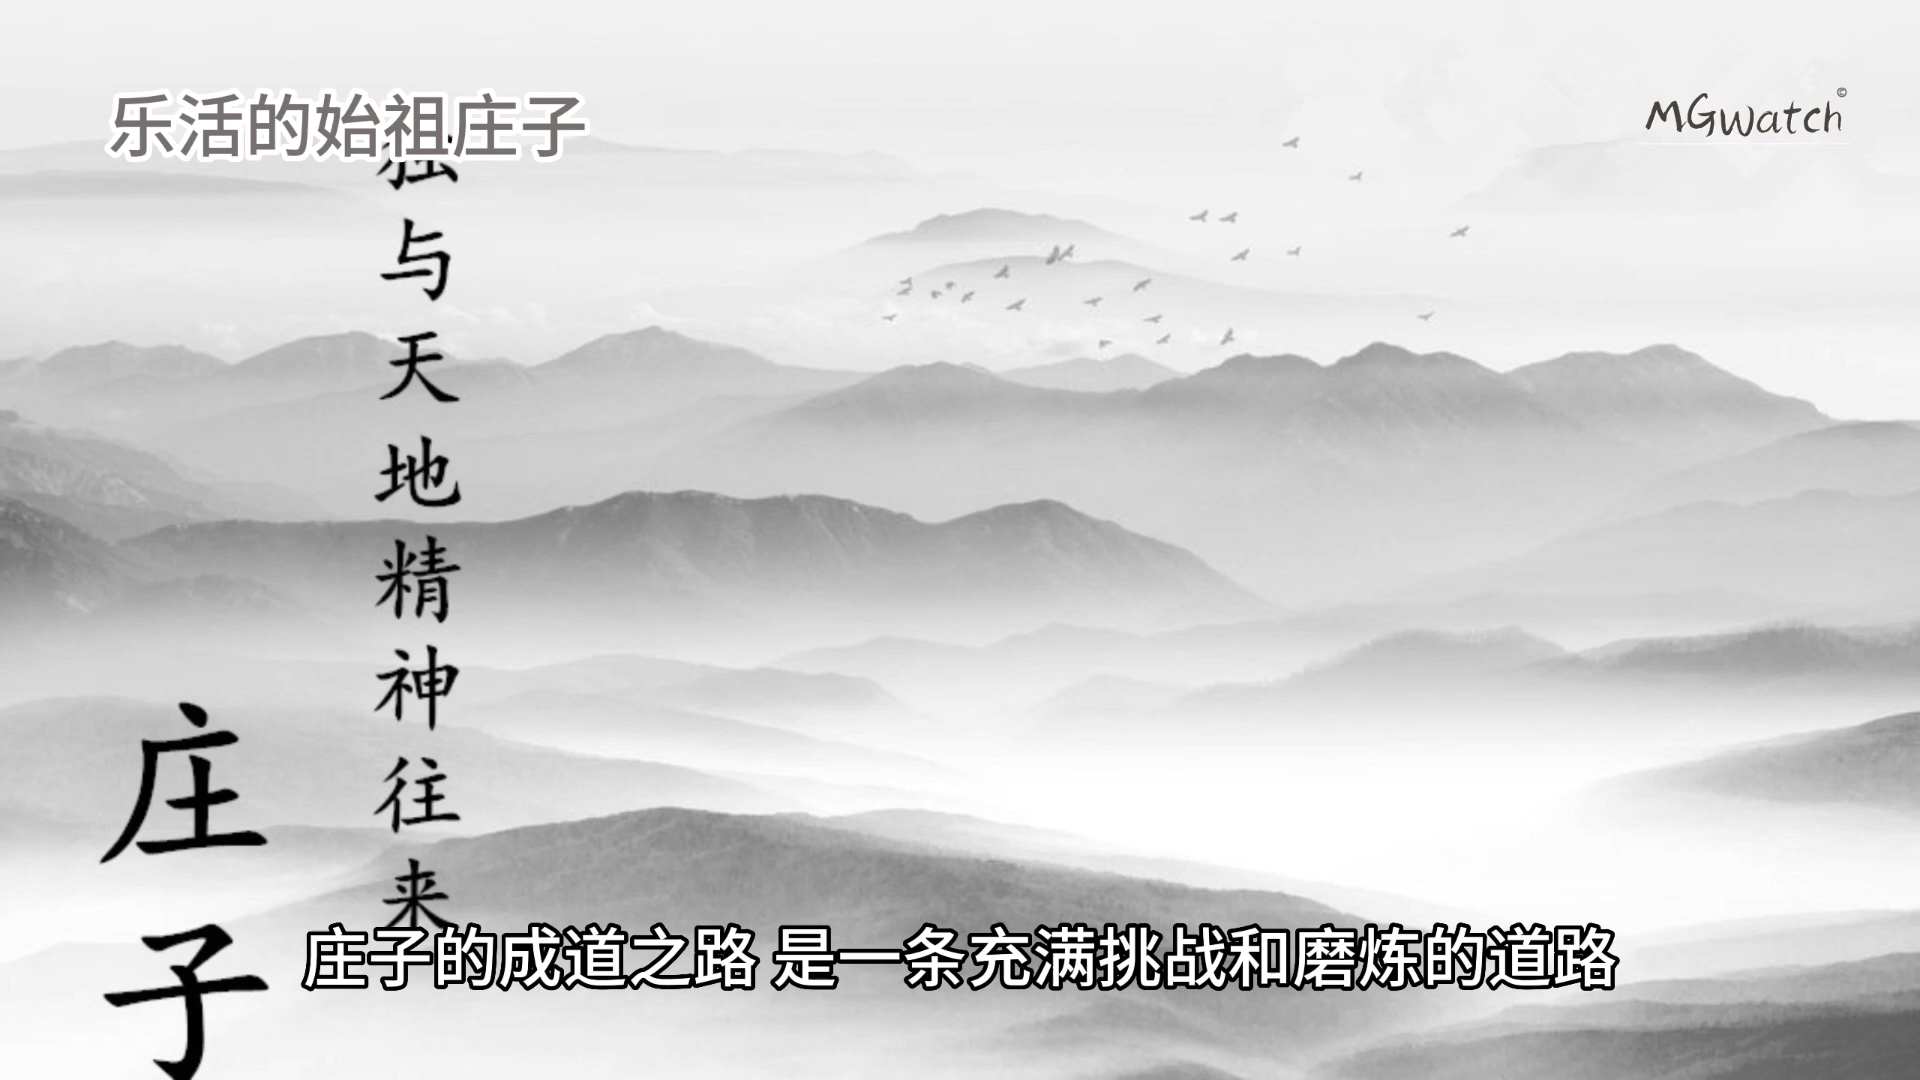 乐活的始祖庄子
MGwatch©
独与天地精神往来
庄子
庄子的成道之路 是一条充满挑战和磨炼的道路